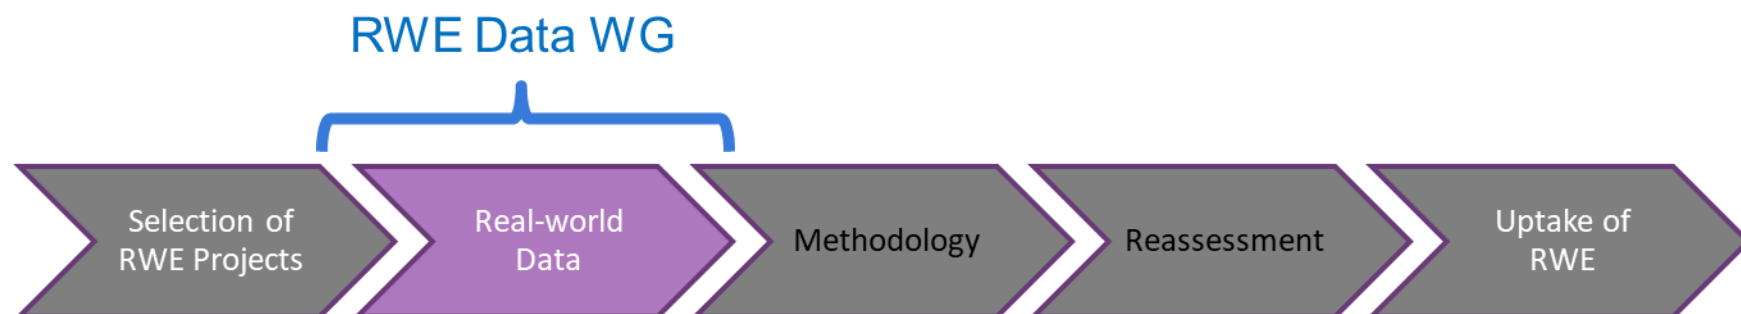 RWE Data WG
Selection of
RWE Projects
Real-world
Data
Methodology
Reassessment
Uptake of
RWE